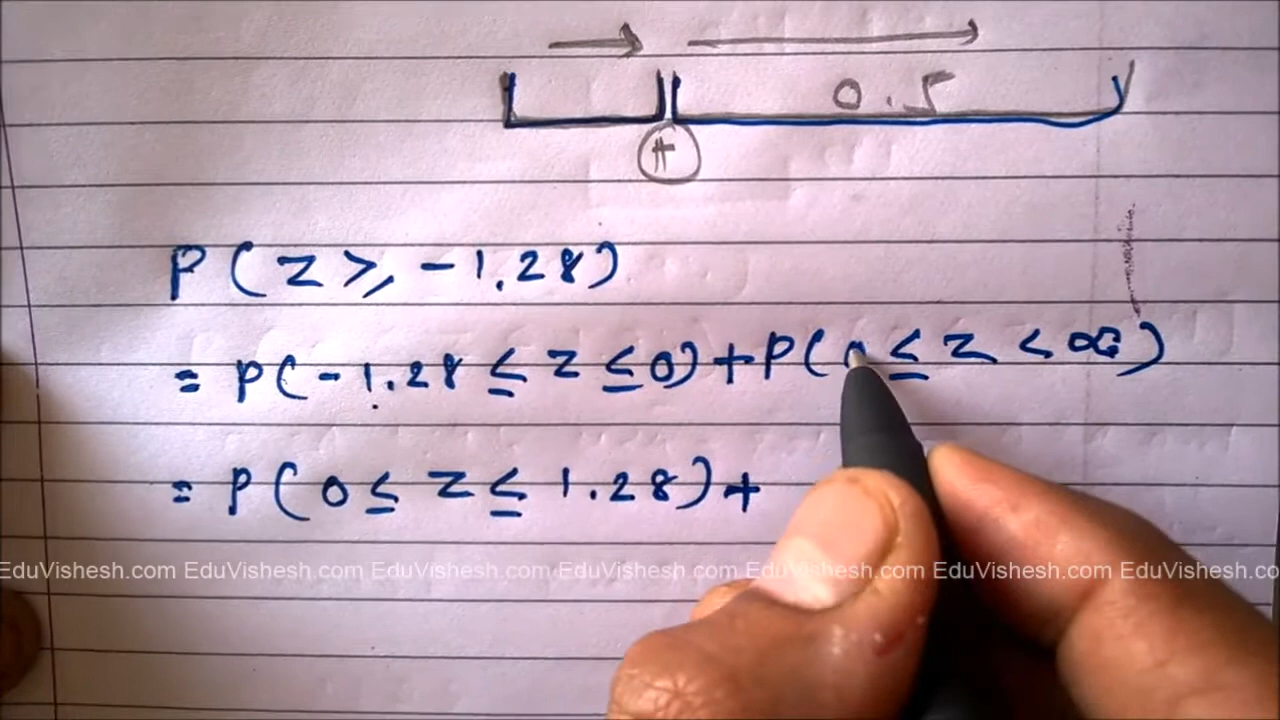 0.5
+
P(Z ≥, -1.28)
= P(-1.28 ≤ Z ≤ 0) + P(0 ≤ Z < ∞)
= P(0 ≤ Z ≤ 1.28) +
EduVishesh.com EduVishesh.com EduVishesh.com EduVishesh.com EduVishesh.com EduVishesh.com EduVishesh.co